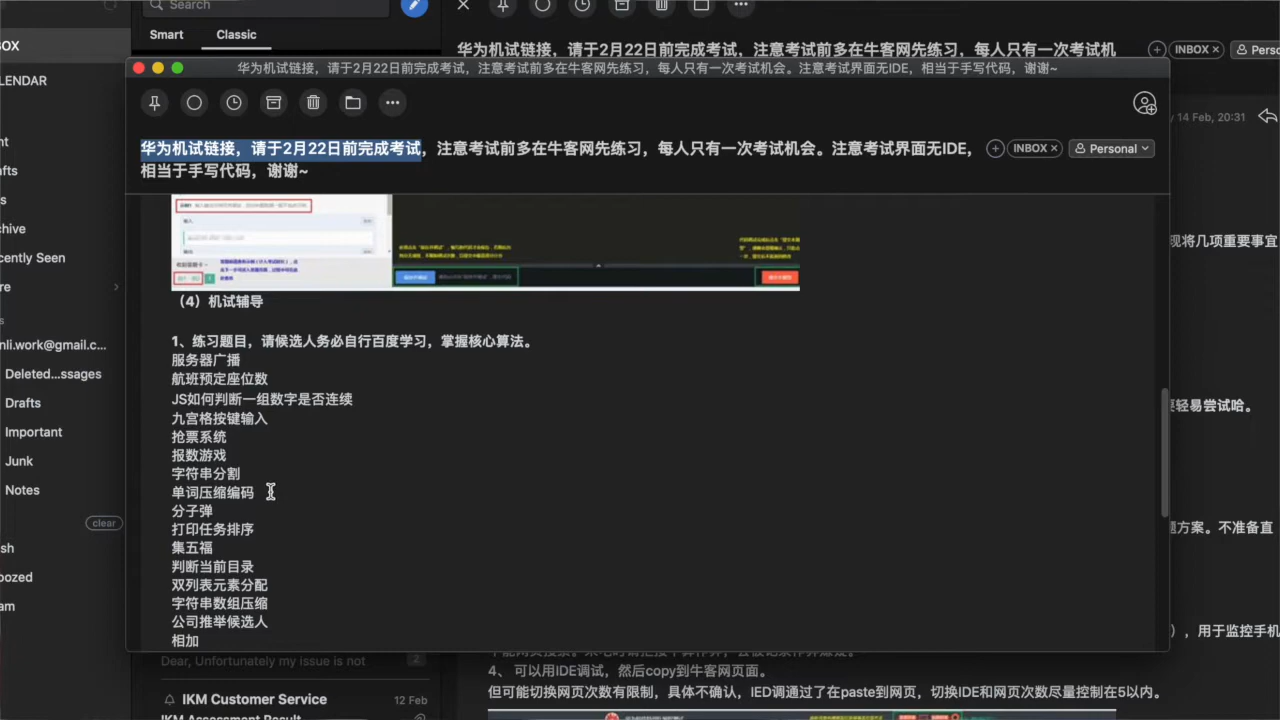 Search
Smart
Classic
华为机试链接，请于2月22日前完成考试，注意考试前多在牛客网先练习，每人只有一次考试机
INBOX ×
Perso
OX
LENDAR
华为机试链接，请于2月22日前完成考试，注意考试前多在牛客网先练习，每人只有一次考试机会。注意考试界面无IDE，相当于手写代码，谢谢~
14 Feb, 20:31
华为机试链接，请于2月22日前完成考试，注意考试前多在牛客网先练习，每人只有一次考试机会。注意考试界面无IDE，
相当于手写代码，谢谢~
INBOX ×
Personal
nt
fts
s
chive
cently Seen
re
s
nli.work@gmail.c...
Deleted...ssages
Drafts
Important
Junk
Notes
clear
sh
oozed
am
现将几项重要事宜
（4）机试辅导
1、练习题目，请候选人务必自行百度学习，掌握核心算法。
服务器广播
航班预定座位数
JS如何判断一组数字是否连续
九宫格按键输入
抢票系统
报数游戏
字符串分割
单词压缩编码
分子弹
打印任务排序
集五福
判断当前目录
双列表元素分配
字符串数组压缩
公司推举候选人
相加
轻易尝试哈。
方案。不准备直
），用于监控手机
Dear, Unfortunately my issue is not
2
IKM Customer Service
12 Feb
IKM Assessment Result
4、 可以用IDE调试，然后copy到牛客网页面。
但可能切换网页次数有限制，具体不确认，IED调通过了在paste到网页，切换IDE和网页次数尽量控制在5以内。